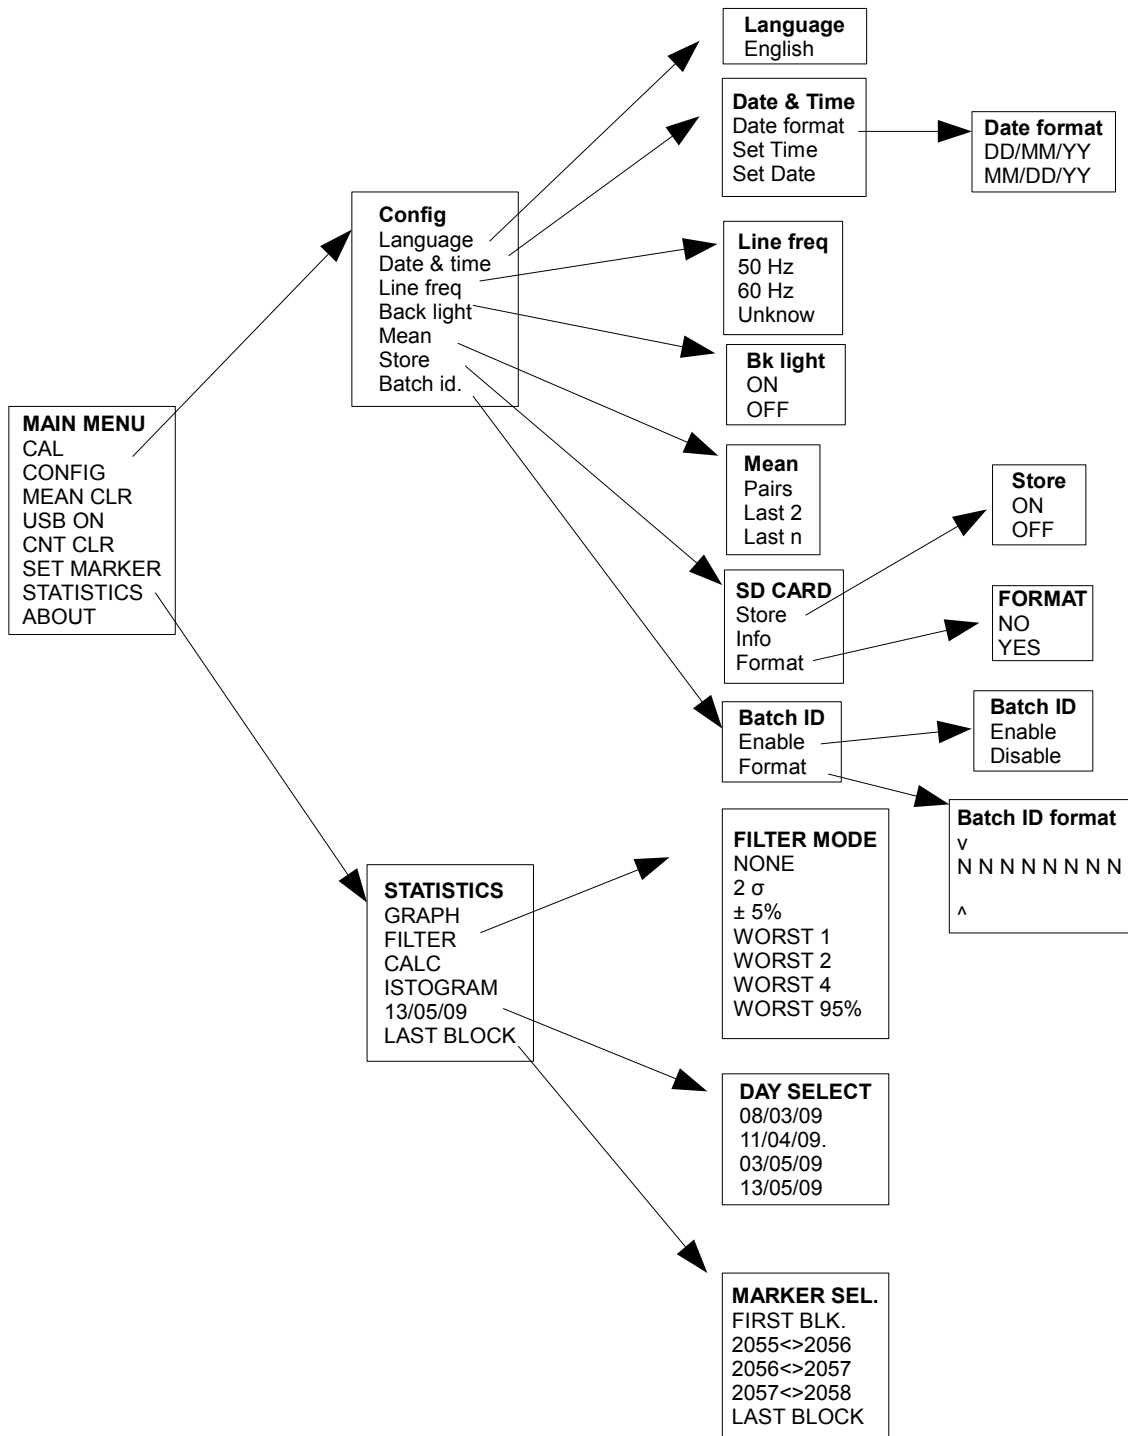 MAIN MENU
CAL
CONFIG
MEAN CLR
USB ON
CNT CLR
SET MARKER
STATISTICS
ABOUT
Config
Language
Date & time
Line freq
Back light
Mean
Store
Batch id.
Language
English
Date & Time
Date format
Set Time
Set Date
Date format
DD/MM/YY
MM/DD/YY
Line freq
50 Hz
60 Hz
Unknow
Bk light
ON
OFF
Mean
Pairs
Last 2
Last n
SD CARD
Store
Info
Format
Store
ON
OFF
FORMAT
NO
YES
Batch ID
Enable
Format
Batch ID
Enable
Disable
Batch ID format
v
N N N N N N N N
^
STATISTICS
GRAPH
FILTER
CALC
ISTOGRAM
13/05/09
LAST BLOCK
FILTER MODE
NONE
2 σ
± 5%
WORST 1
WORST 2
WORST 4
WORST 95%
DAY SELECT
08/03/09
11/04/09.
03/05/09
13/05/09
MARKER SEL.
FIRST BLK.
2055<>2056
2056<>2057
2057<>2058
LAST BLOCK